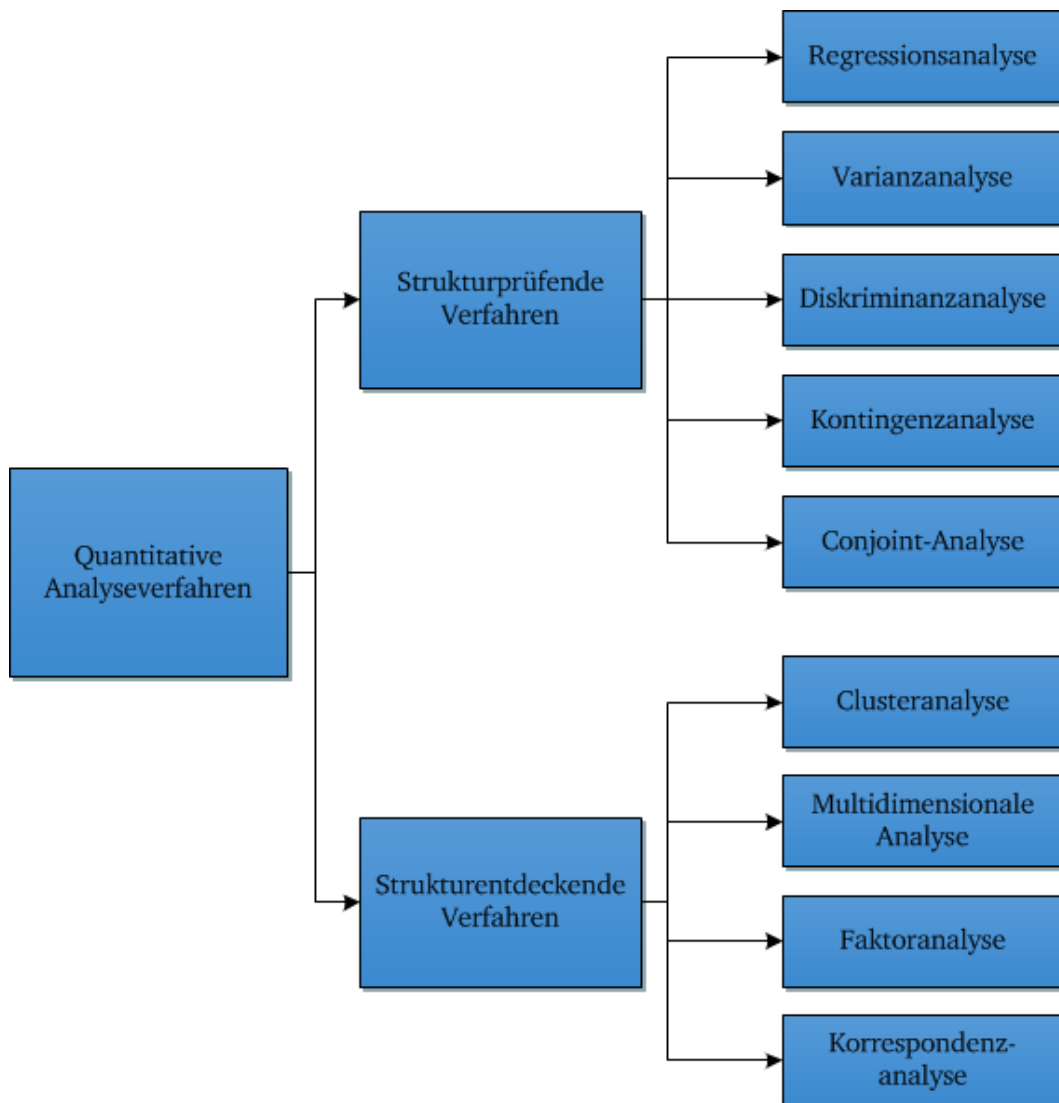 Quantitative
Analyseverfahren
Strukturprüfende
Verfahren
Regressionsanalyse
Varianzanalyse
Diskriminanzanalyse
Kontingenzanalyse
Conjoint-Analyse
Strukturentdeckende
Verfahren
Clusteranalyse
Multidimensionale
Analyse
Faktoranalyse
Korrespondenz-
analyse